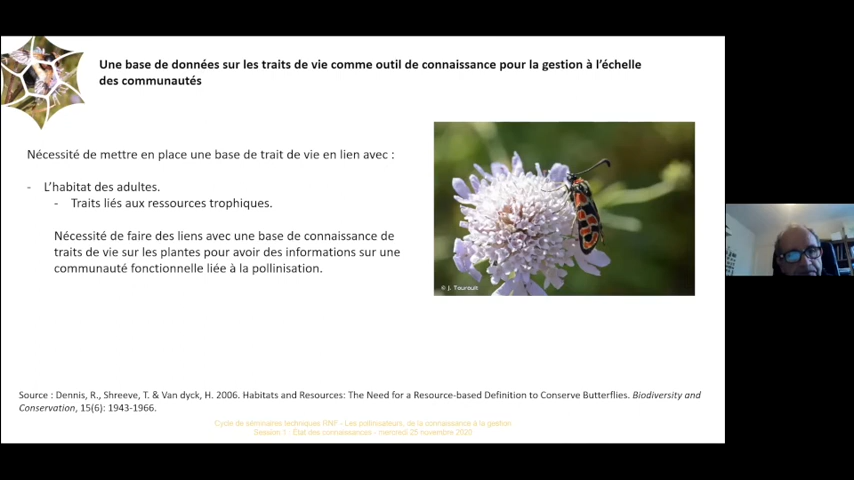 Une base de données sur les traits de vie comme outil de connaissance pour la gestion à l'échelle
des communautés
Nécessité de mettre en place une base de trait de vie en lien avec :
- L'habitat des adultes.
- Traits liés aux ressources trophiques.
Nécessité de faire des liens avec une base de connaissance de
traits de vie sur les plantes pour avoir des informations sur une
communauté fonctionnelle liée à la pollinisation.
© J. Touroult
Source : Dennis, R., Shreeve, T. & Van dyck, H. 2006. Habitats and Resources: The Need for a Resource-based Definition to Conserve Butterflies. Biodiversity and
Conservation, 15(6): 1943-1966.
Cycle de séminaires techniques RNF - Les pollinisateurs, de la connaissance à la gestion
Session 1 : Etat des connaissances - mercredi 25 novembre 2020